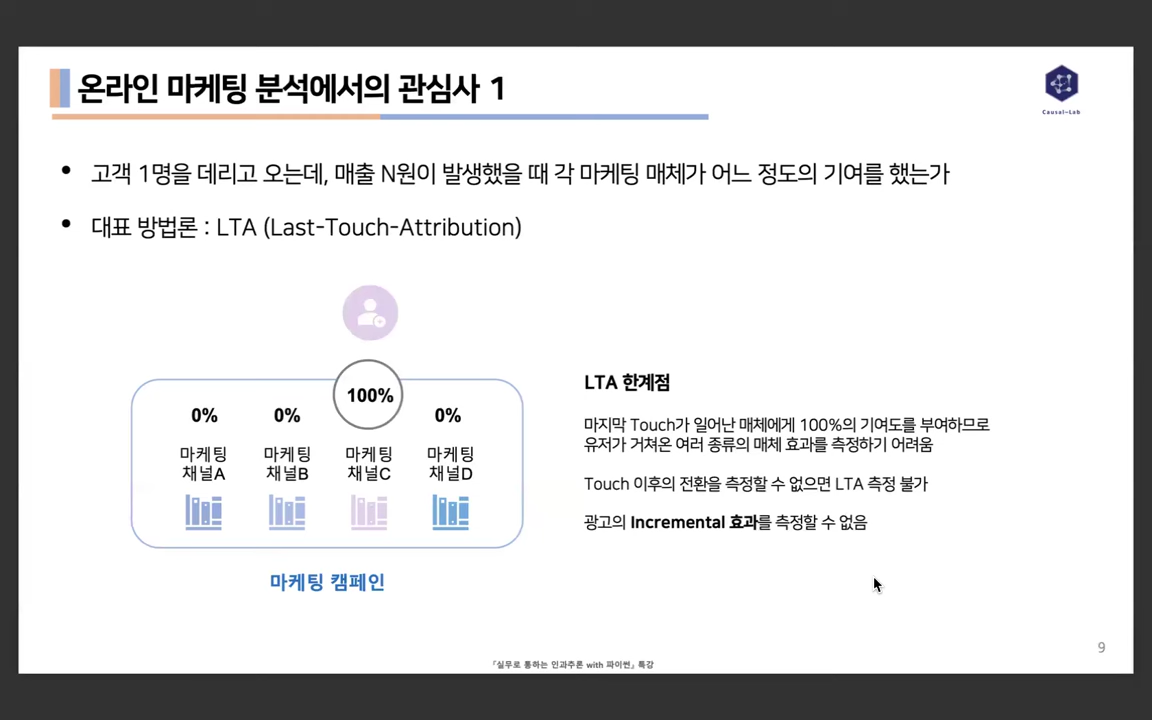 온라인 마케팅 분석에서의 관심사 1
Causal-Lab
• 고객 1명을 데리고 오는데, 매출 N원이 발생했을 때 각 마케팅 매체가 어느 정도의 기여를 했는가
• 대표 방법론 : LTA (Last-Touch-Attribution)
0%
마케팅
채널A
0%
마케팅
채널B
100%
마케팅
채널C
0%
마케팅
채널D
마케팅 캠페인
LTA 한계점
마지막 Touch가 일어난 매체에게 100%의 기여도를 부여하므로
유저가 거쳐온 여러 종류의 매체 효과를 측정하기 어려움
Touch 이후의 전환을 측정할 수 없으면 LTA 측정 불가
광고의 Incremental 효과를 측정할 수 없음
『실무로 통하는 인과추론 with 파이썬』 특강
9